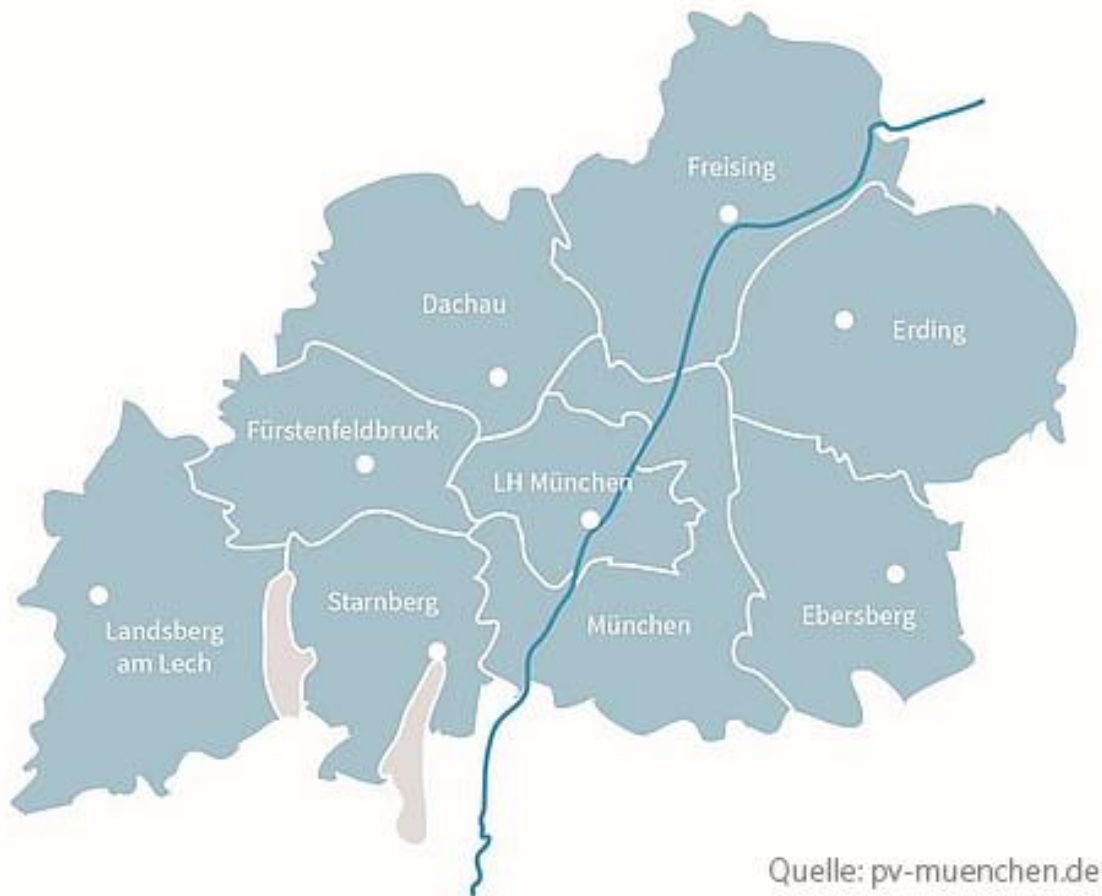 Freising
Dachau
Erding
Fürstenfeldbruck
LH München
Starnberg
Landsberg
am Lech
München
Ebersberg
Quelle: pv-muenchen.de